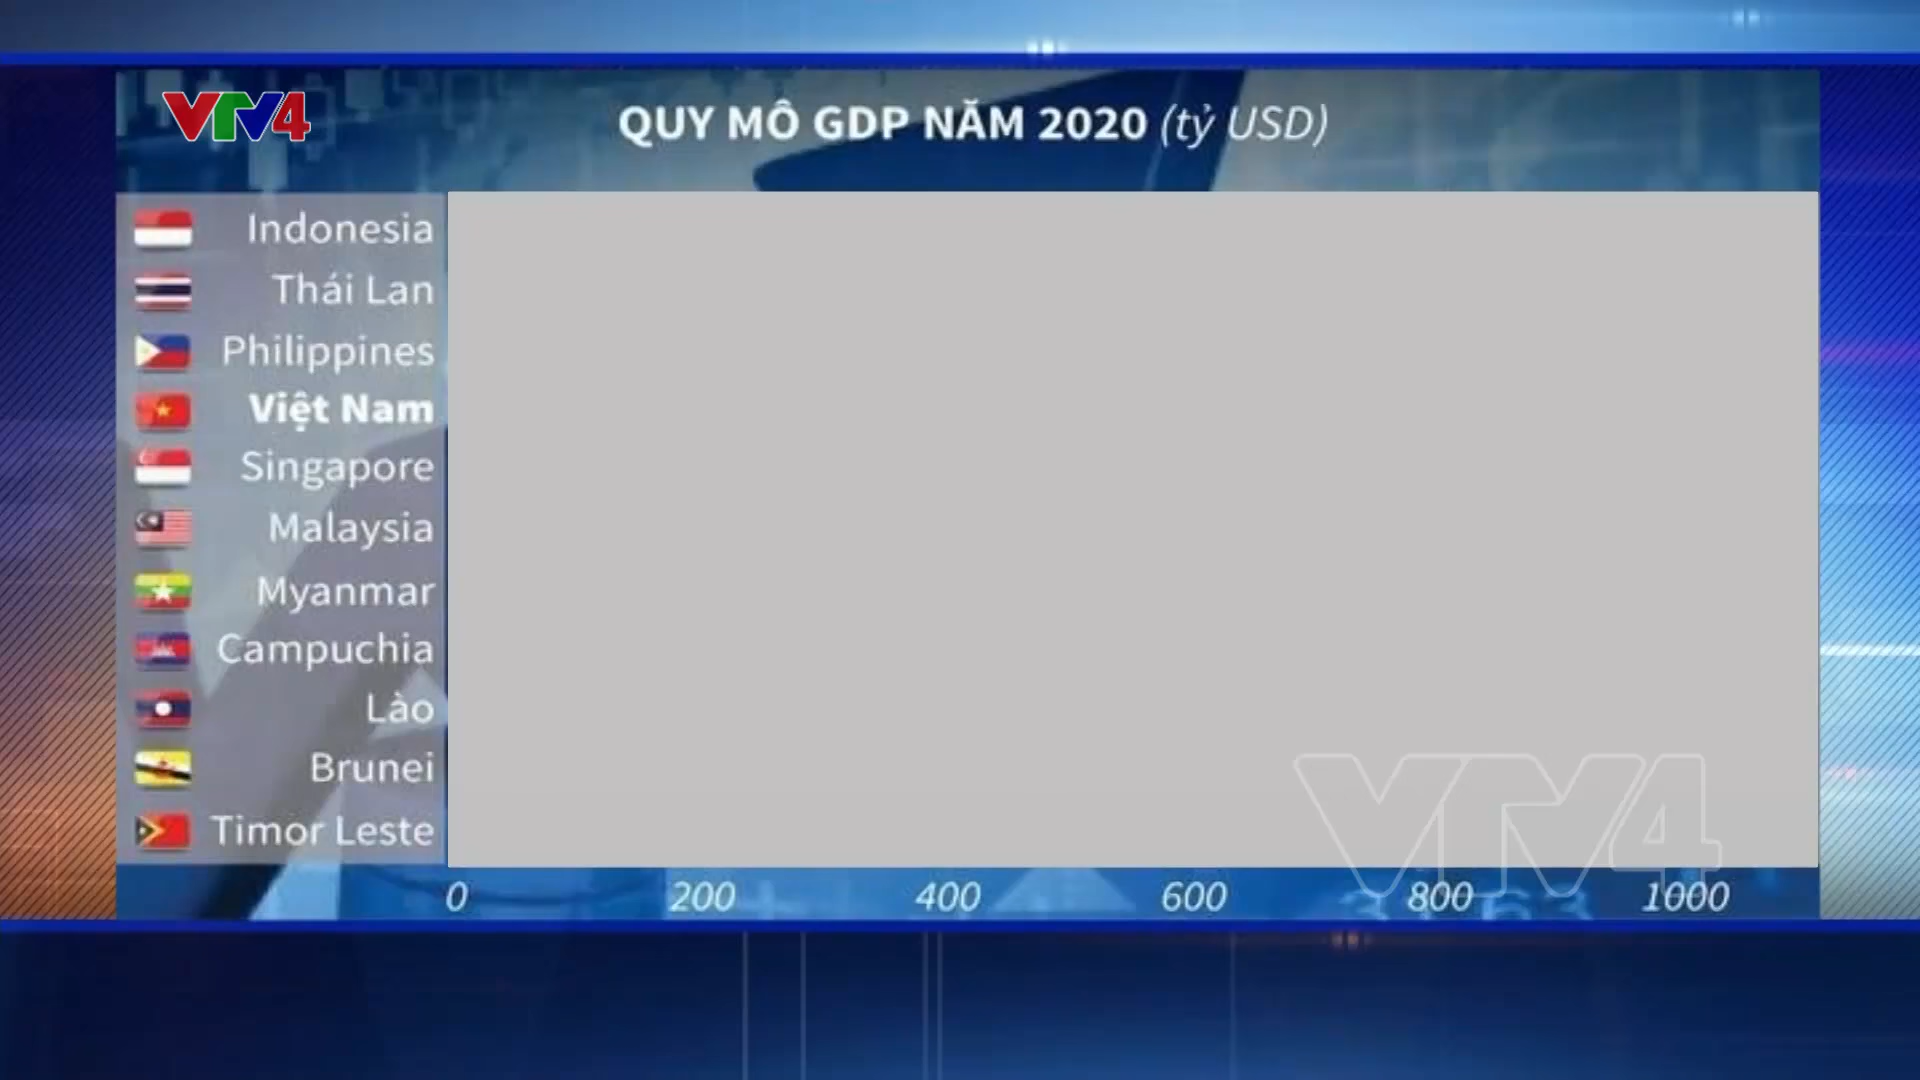 VTV4
QUY MÔ GDP NĂM 2020 (tỷ USD)
Indonesia
Thái Lan
Philippines
Việt Nam
Singapore
Malaysia
Myanmar
Campuchia
Lào
Brunei
Timor Leste
VTV4
0 200 400 600 800 1000